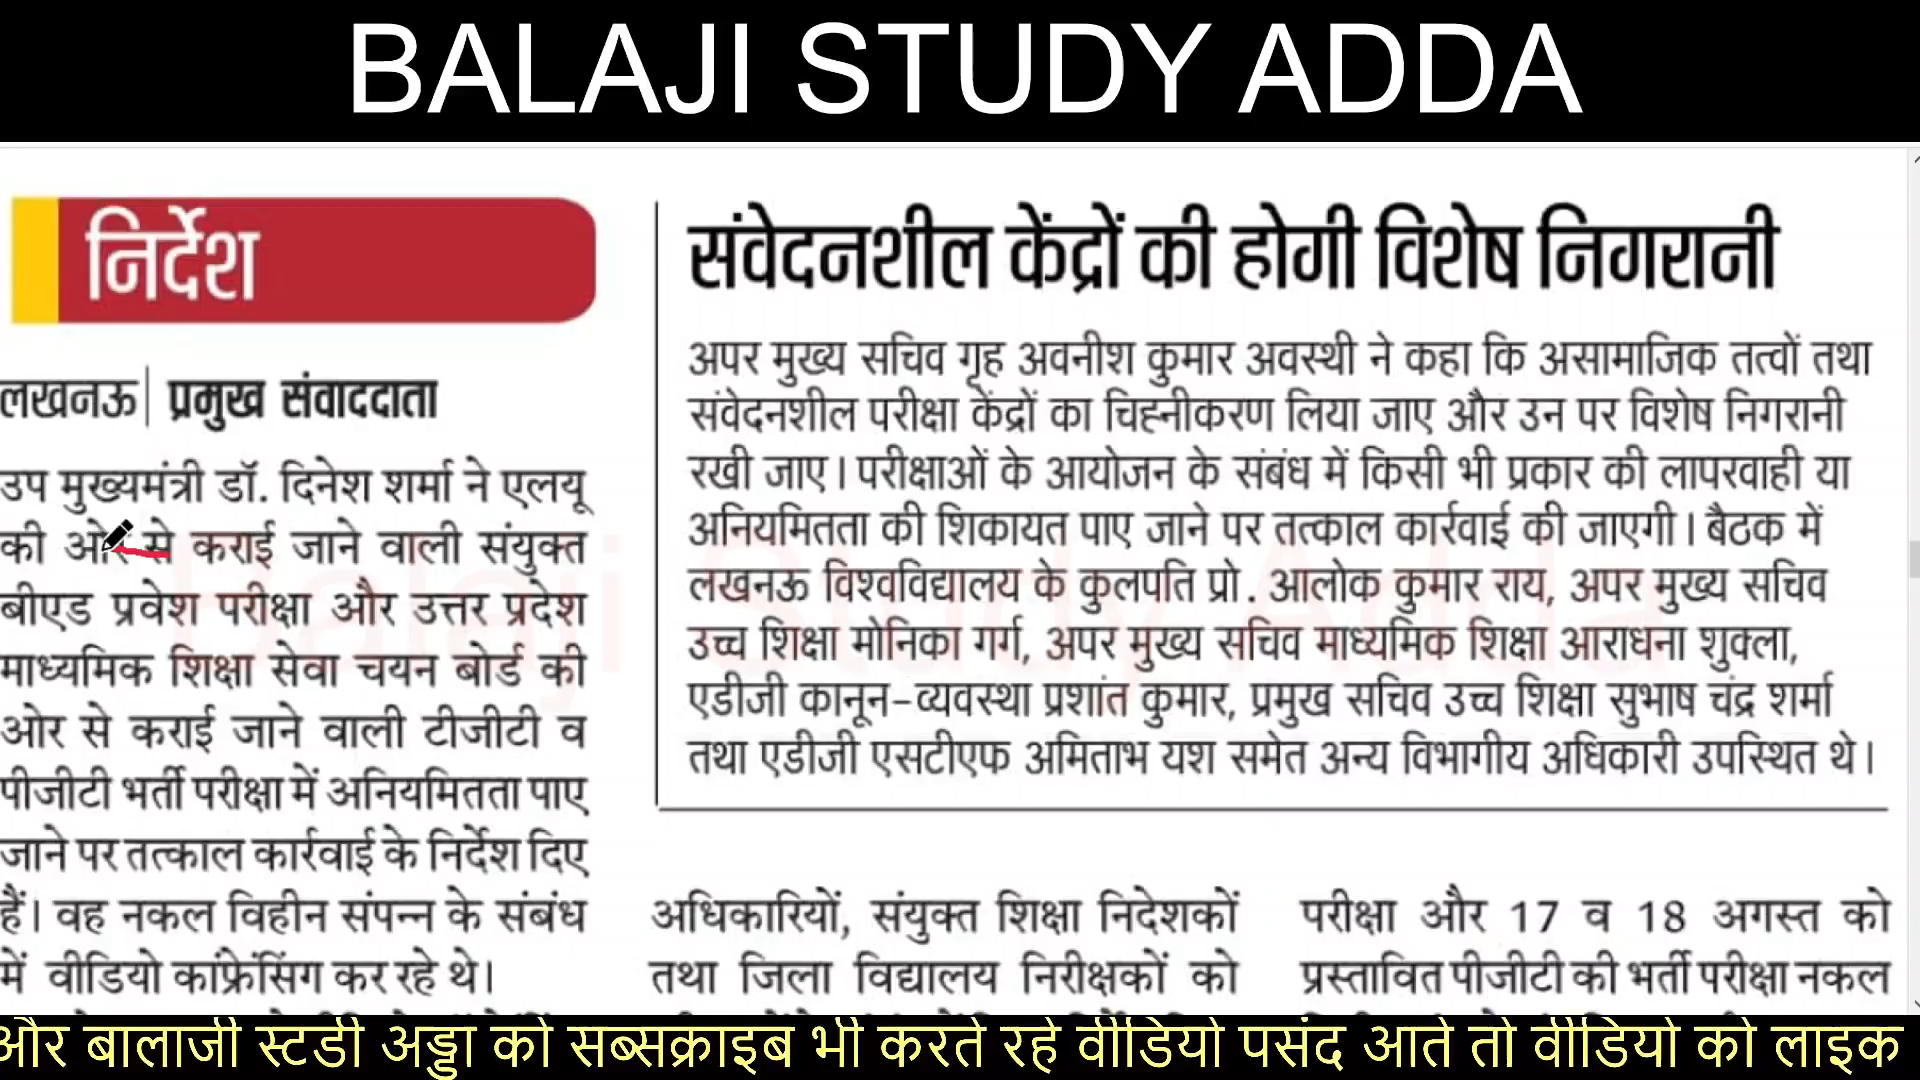 BALAJI STUDY ADDA
निर्देश
लखनऊ| प्रमुख संवाददाता
उप मुख्यमंत्री डॉ. दिनेश शर्मा ने एलयू
की ओर से कराई जाने वाली संयुक्त
बीएड प्रवेश परीक्षा और उत्तर प्रदेश
माध्यमिक शिक्षा सेवा चयन बोर्ड की
ओर से कराई जाने वाली टीजीटी व
पीजीटी भर्ती परीक्षा में अनियमितता पाए
जाने पर तत्काल कार्रवाई के निर्देश दिए
हैं। वह नकल विहीन संपन्न के संबंध
में वीडियो कांफ्रेंसिंग कर रहे थे।
संवेदनशील केंद्रों की होगी विशेष निगरानी
अपर मुख्य सचिव गृह अवनीश कुमार अवस्थी ने कहा कि असामाजिक तत्वों तथा
संवेदनशील परीक्षा केंद्रों का चिह्नीकरण लिया जाए और उन पर विशेष निगरानी
रखी जाए। परीक्षाओं के आयोजन के संबंध में किसी भी प्रकार की लापरवाही या
अनियमितता की शिकायत पाए जाने पर तत्काल कार्रवाई की जाएगी। बैठक में
लखनऊ विश्वविद्यालय के कुलपति प्रो. आलोक कुमार राय, अपर मुख्य सचिव
उच्च शिक्षा मोनिका गर्ग, अपर मुख्य सचिव माध्यमिक शिक्षा आराधना शुक्ला,
एडीजी कानून-व्यवस्था प्रशांत कुमार, प्रमुख सचिव उच्च शिक्षा सुभाष चंद्र शर्मा
तथा एडीजी एसटीएफ अमिताभ यश समेत अन्य विभागीय अधिकारी उपस्थित थे।
अधिकारियों, संयुक्त शिक्षा निदेशकों
तथा जिला विद्यालय निरीक्षकों को
परीक्षा और 17 व 18 अगस्त को
प्रस्तावित पीजीटी की भर्ती परीक्षा नकल
Balaji Study Adda
और बालाजी स्टडी अड्डा को सब्सक्राइब भी करते रहे वीडियो पसंद आते तो वीडियो को लाइक